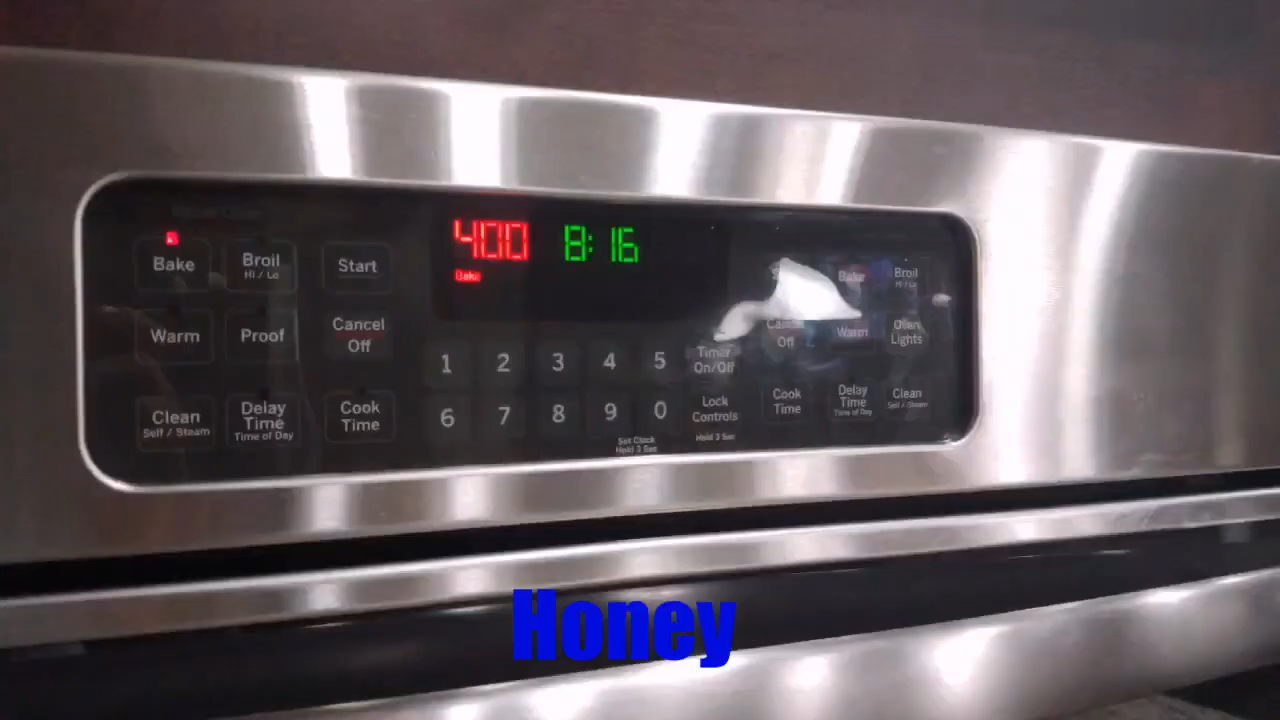 400 8:16
Bake
Bake
Broil
Hi / Lo
Start
Warm
Proof
Cancel
Off
Clean
Self / Steam
Delay
Time
Time of Day
Cook
Time
1 2 3 4 5
6 7 8 9 0
Set Clock
Hold 3 Sec
Timer
On/Off
Lock
Controls
Hold 3 Sec
Bake
Broil
Hi / Lo
Cancel
Off
Warm
Oven
Lights
Cook
Time
Delay
Time
Time of Day
Clean
Self / Steam
Honey